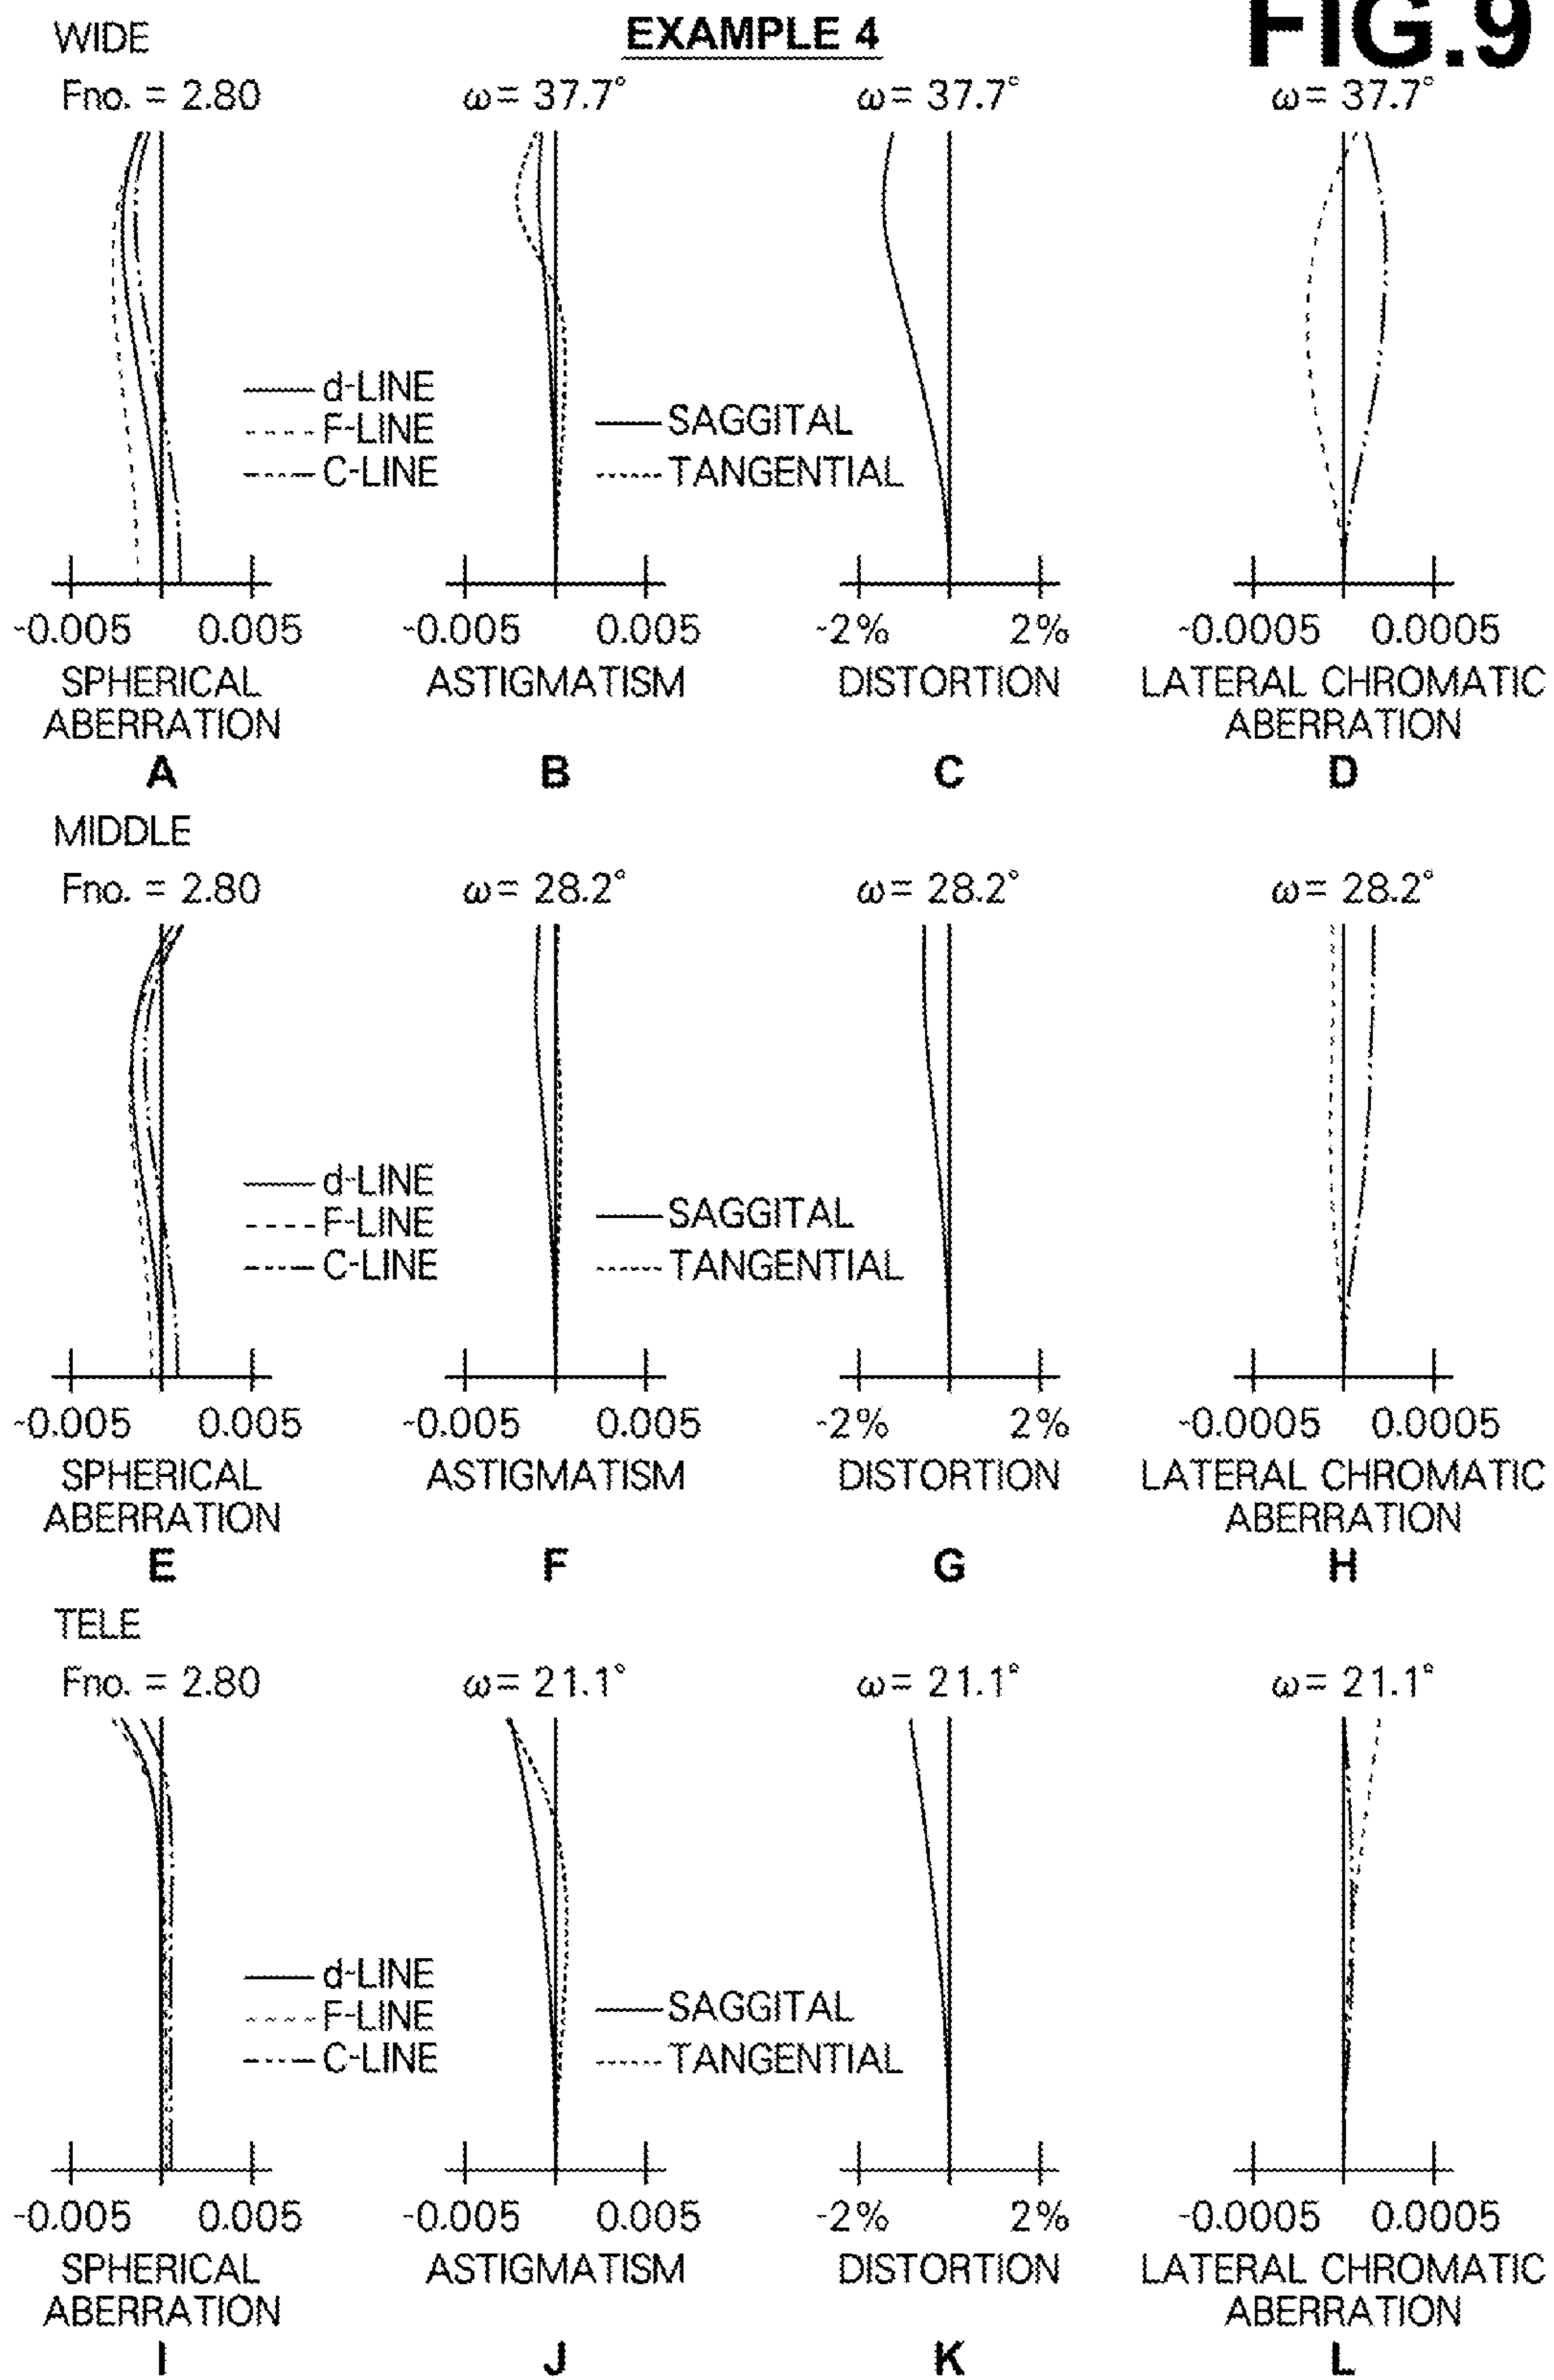 FIG.9
EXAMPLE 4
WIDE
Fno. = 2.80
ω= 37.7°
ω= 37.7°
ω= 37.7°
d-LINE
F-LINE
C-LINE
SAGGITAL
TANGENTIAL
-0.005 0.005
-0.005 0.005
-2% 2%
-0.0005 0.0005
SPHERICAL
ABERRATION
ASTIGMATISM
DISTORTION
LATERAL CHROMATIC
ABERRATION
A
B
C
D
MIDDLE
Fno. = 2.80
ω= 28.2°
ω= 28.2°
ω= 28.2°
d-LINE
F-LINE
C-LINE
SAGGITAL
TANGENTIAL
-0.005 0.005
-0.005 0.005
-2% 2%
-0.0005 0.0005
SPHERICAL
ABERRATION
ASTIGMATISM
DISTORTION
LATERAL CHROMATIC
ABERRATION
E
F
G
H
TELE
Fno. = 2.80
ω= 21.1°
ω= 21.1°
ω= 21.1°
d-LINE
F-LINE
C-LINE
SAGGITAL
TANGENTIAL
-0.005 0.005
-0.005 0.005
-2% 2%
-0.0005 0.0005
SPHERICAL
ABERRATION
ASTIGMATISM
DISTORTION
LATERAL CHROMATIC
ABERRATION
I
J
K
L